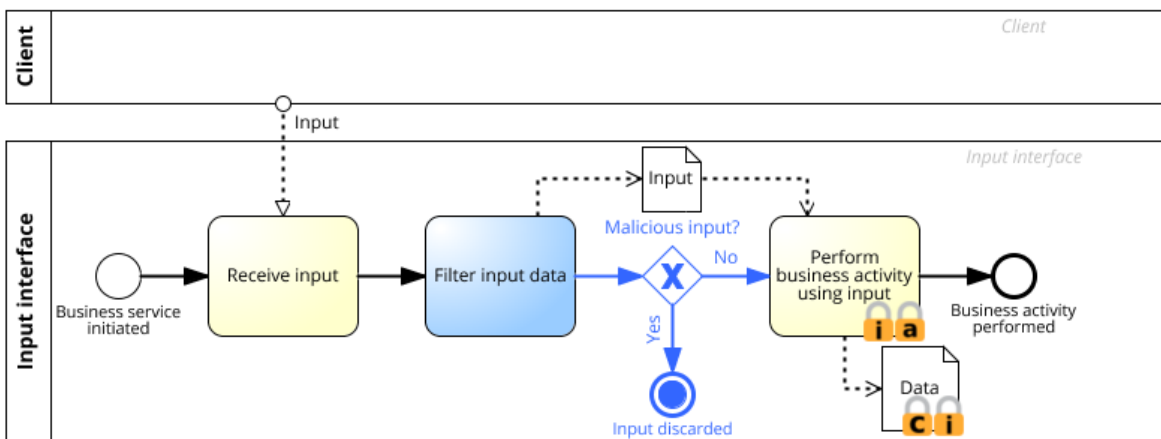 Client
Client
Input
Input interface
Input interface
Input
Malicious input?
Receive input
Filter input data
X
No
Yes
Perform
business activity
using input
i a
Business service
initiated
Business activity
performed
Data
C i
Input discarded